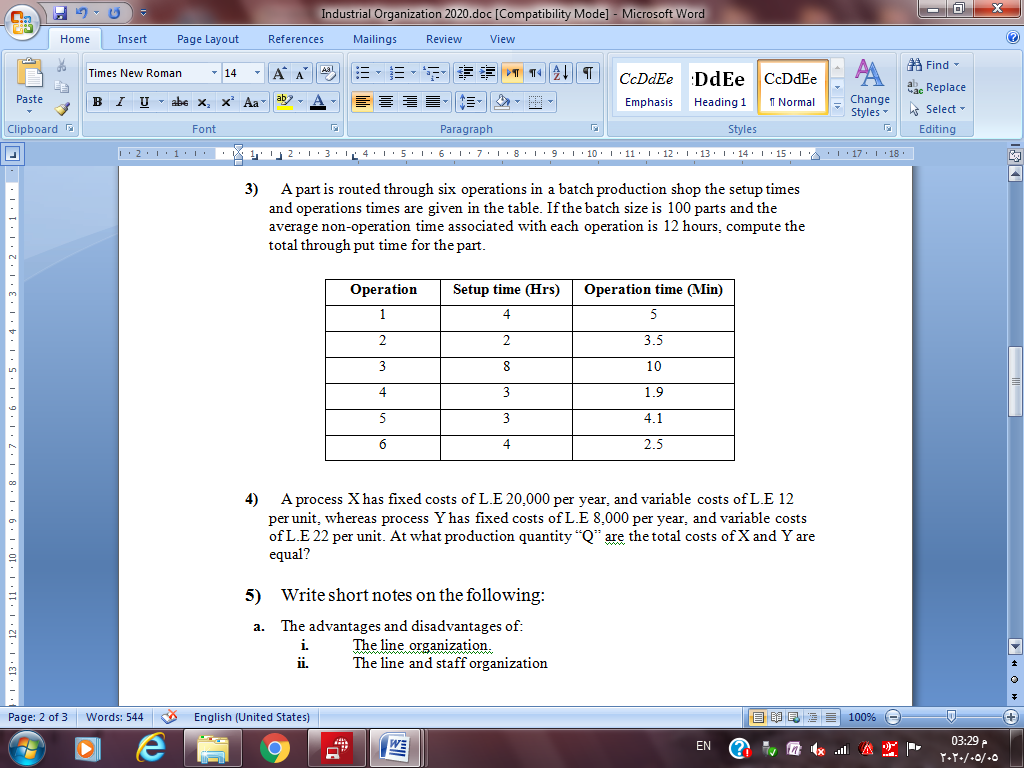 Industrial Organization 2020.doc [Compatibility Mode] - Microsoft Word
Home Insert Page Layout References Mailings Review View
Paste
Clipboard
Times New Roman 14
B I U abe x₂ x² Aa
Font
Paragraph
CcDdEe :DdEe CcDdEe
Emphasis Heading 1 ¶ Normal
Change Styles
Styles
Find
Replace
Select
Editing
3) A part is routed through six operations in a batch production shop the setup times
and operations times are given in the table. If the batch size is 100 parts and the
average non-operation time associated with each operation is 12 hours, compute the
total through put time for the part.
Operation Setup time (Hrs) Operation time (Min)
1 4 5
2 2 3.5
3 8 10
4 3 1.9
5 3 4.1
6 4 2.5
4) A process X has fixed costs of L.E 20,000 per year, and variable costs of L.E 12
per unit, whereas process Y has fixed costs of L.E 8,000 per year, and variable costs
of L.E 22 per unit. At what production quantity “Q” are the total costs of X and Y are
equal?
5) Write short notes on the following:
a. The advantages and disadvantages of:
i. The line organization.
ii. The line and staff organization
Page: 2 of 3 Words: 544 English (United States) 100%
EN
03:29 م
٢٠٢٠/٠٥/٠٥